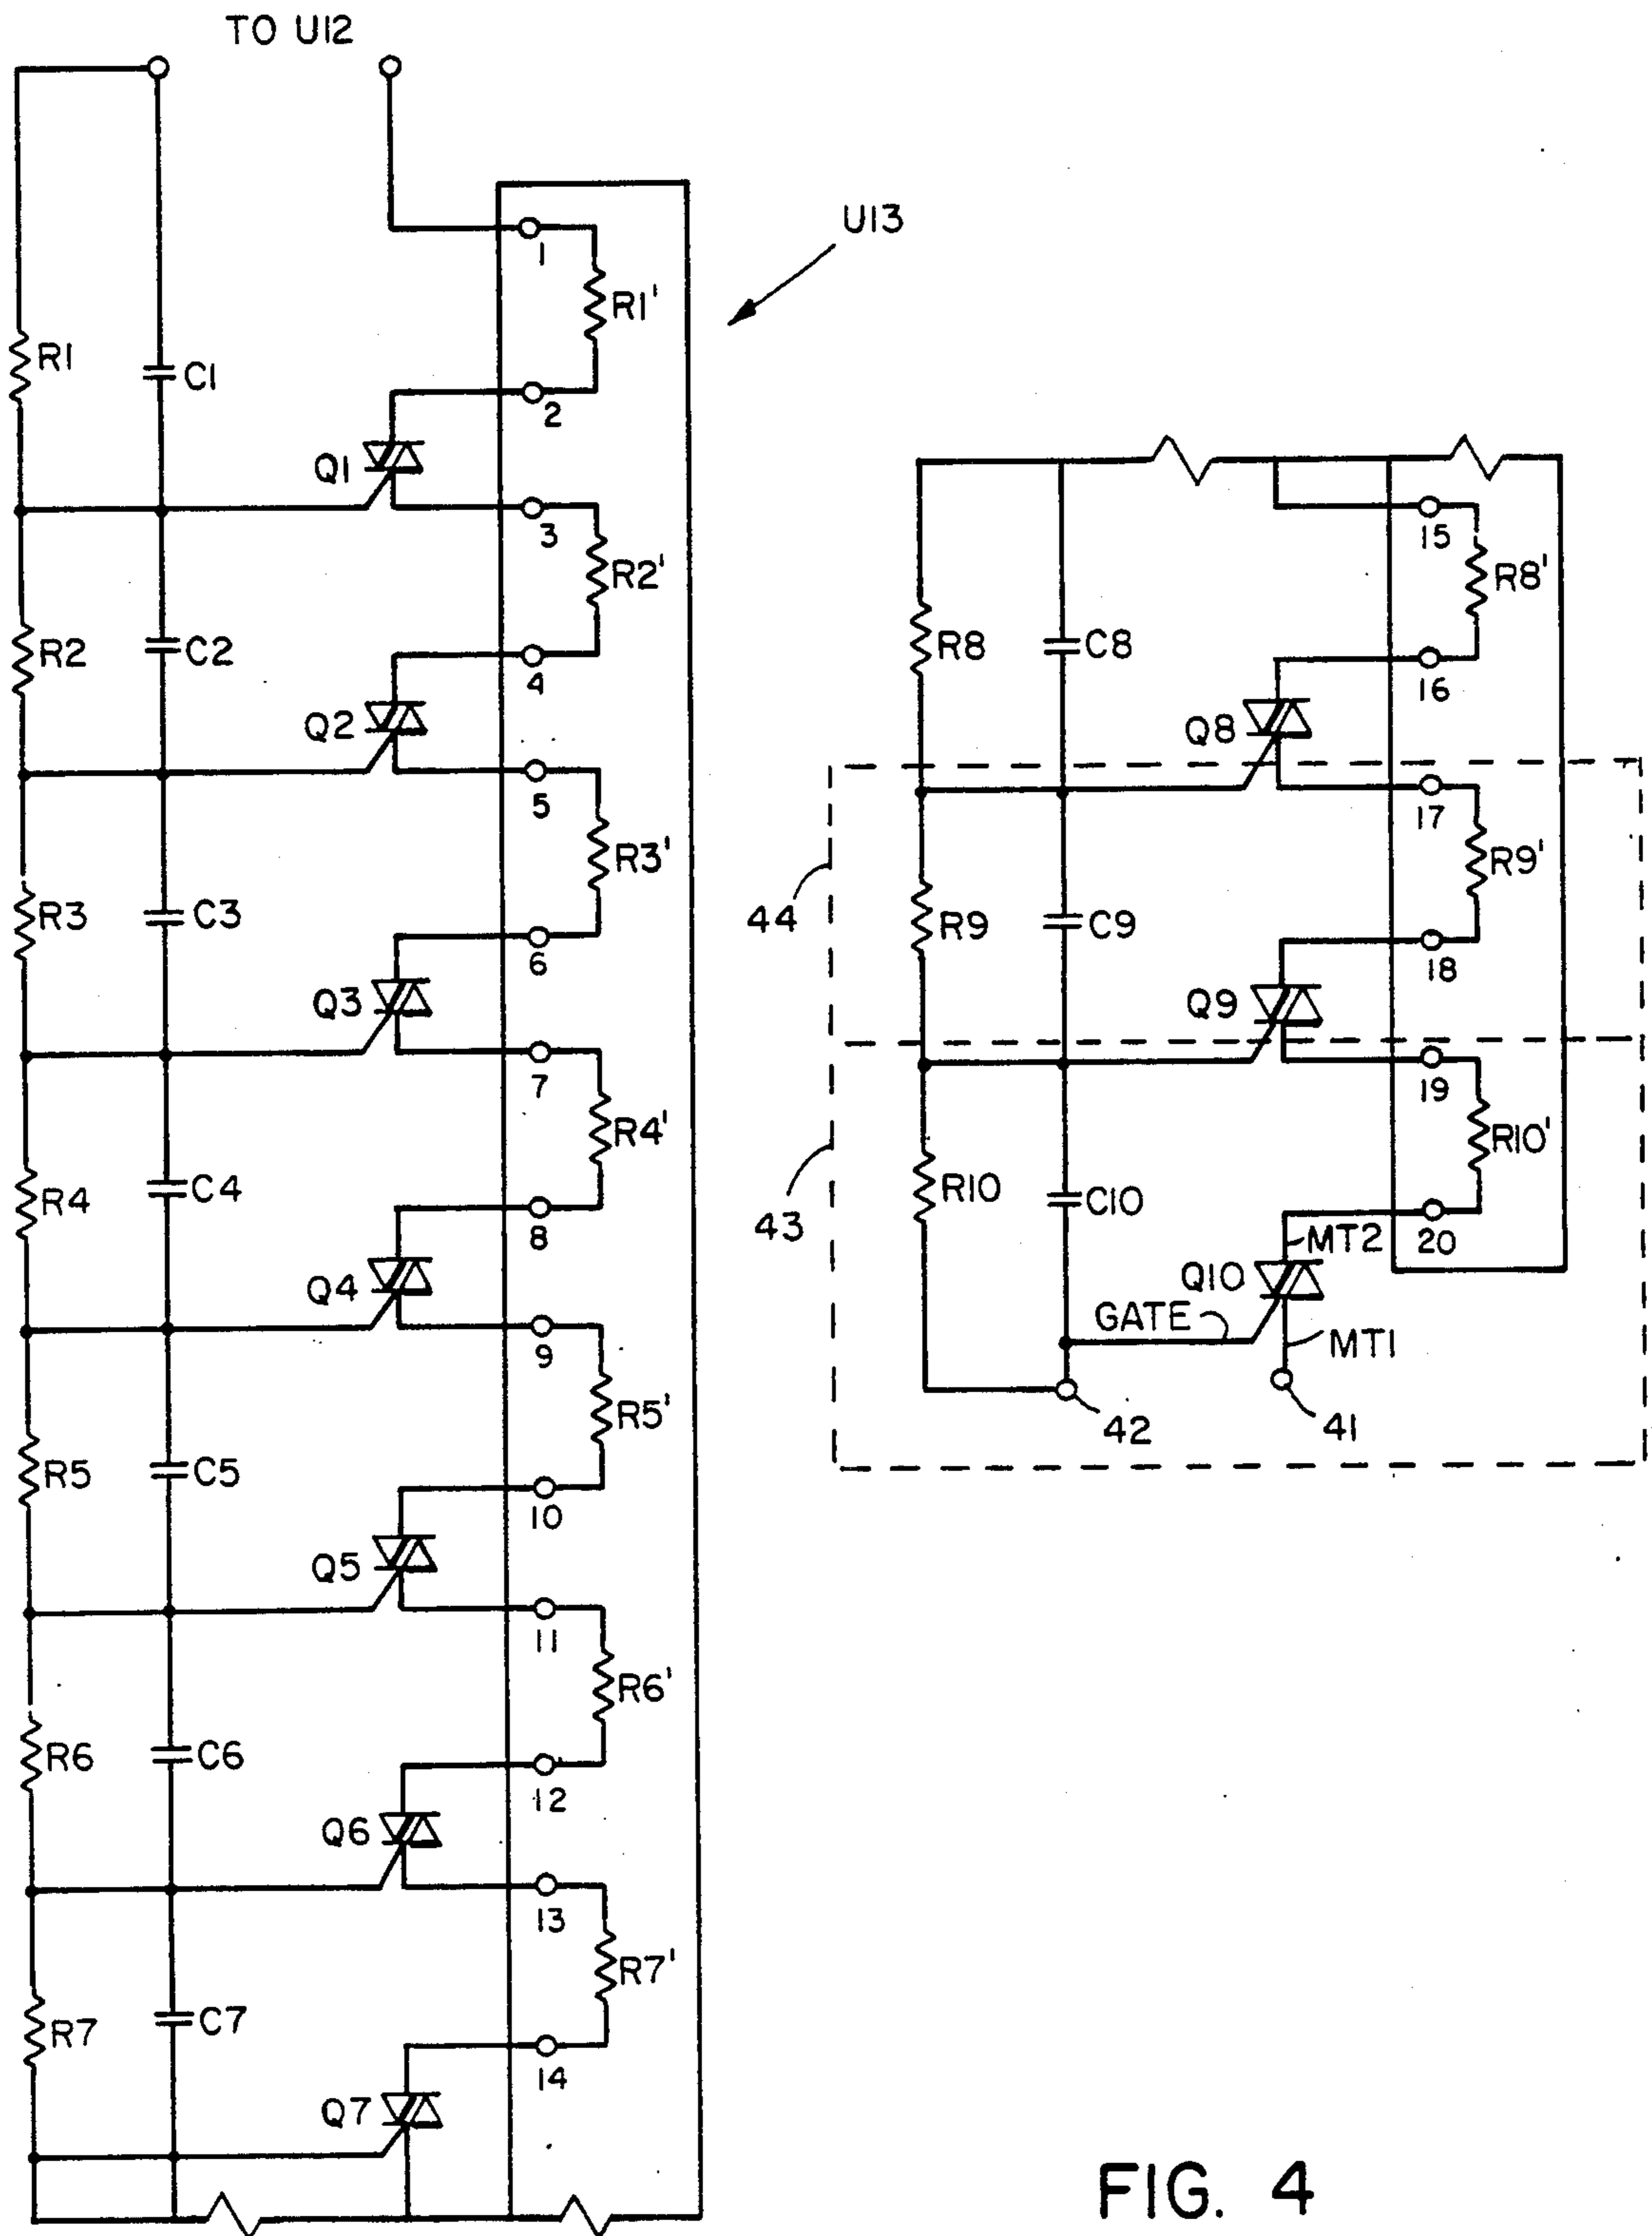 TO U12
U13
1
R1'
R1
C1
2
Q1
3
R2'
R2
C2
4
Q2
5
R3'
R3
C3
6
Q3
7
R4'
R4
C4
8
Q4
9
R5'
R5
C5
10
Q5
11
R6'
R6
C6
12
Q6
13
R7'
R7
C7
14
Q7
15
R8'
R8
C8
16
Q8
17
R9'
44
R9
C9
18
Q9
19
R10'
43
R10
C10
MT2
20
Q10
GATE
MT1
42
41
FIG. 4